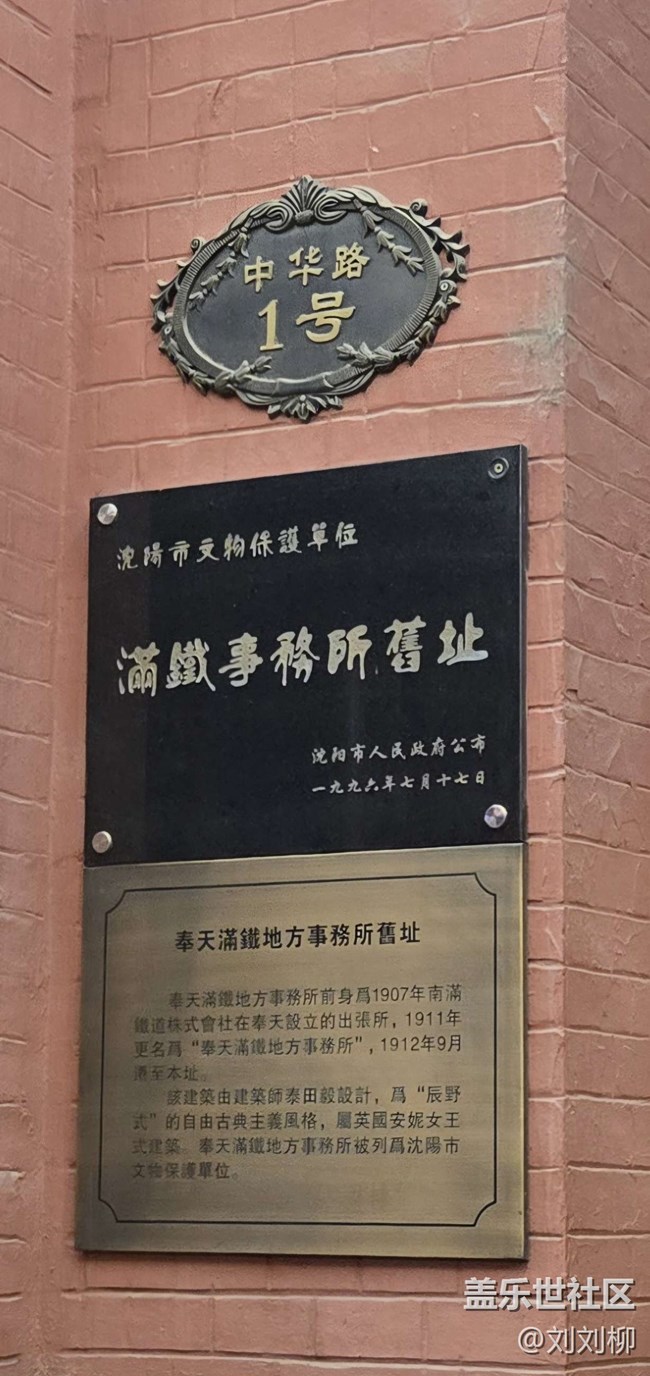 中华路
1号
沈陽市文物保護單位
滿鐵事務所舊址
沈阳市人民政府公布
一九九六年七月十七日
奉天滿鐵地方事務所舊址
奉天滿鐵地方事務所前身爲1907年南滿
鐵道株式會社在奉天設立的出張所，1911年
更名爲“奉天滿鐵地方事務所”，1912年9月
遷至本址。
該建築由建築師泰田毅設計，爲“辰野
式”的自由古典主義風格，屬英國安妮女王
式建築。奉天滿鐵地方事務所被列爲沈陽市
文物保護單位。
盖乐世社区
@刘刘柳